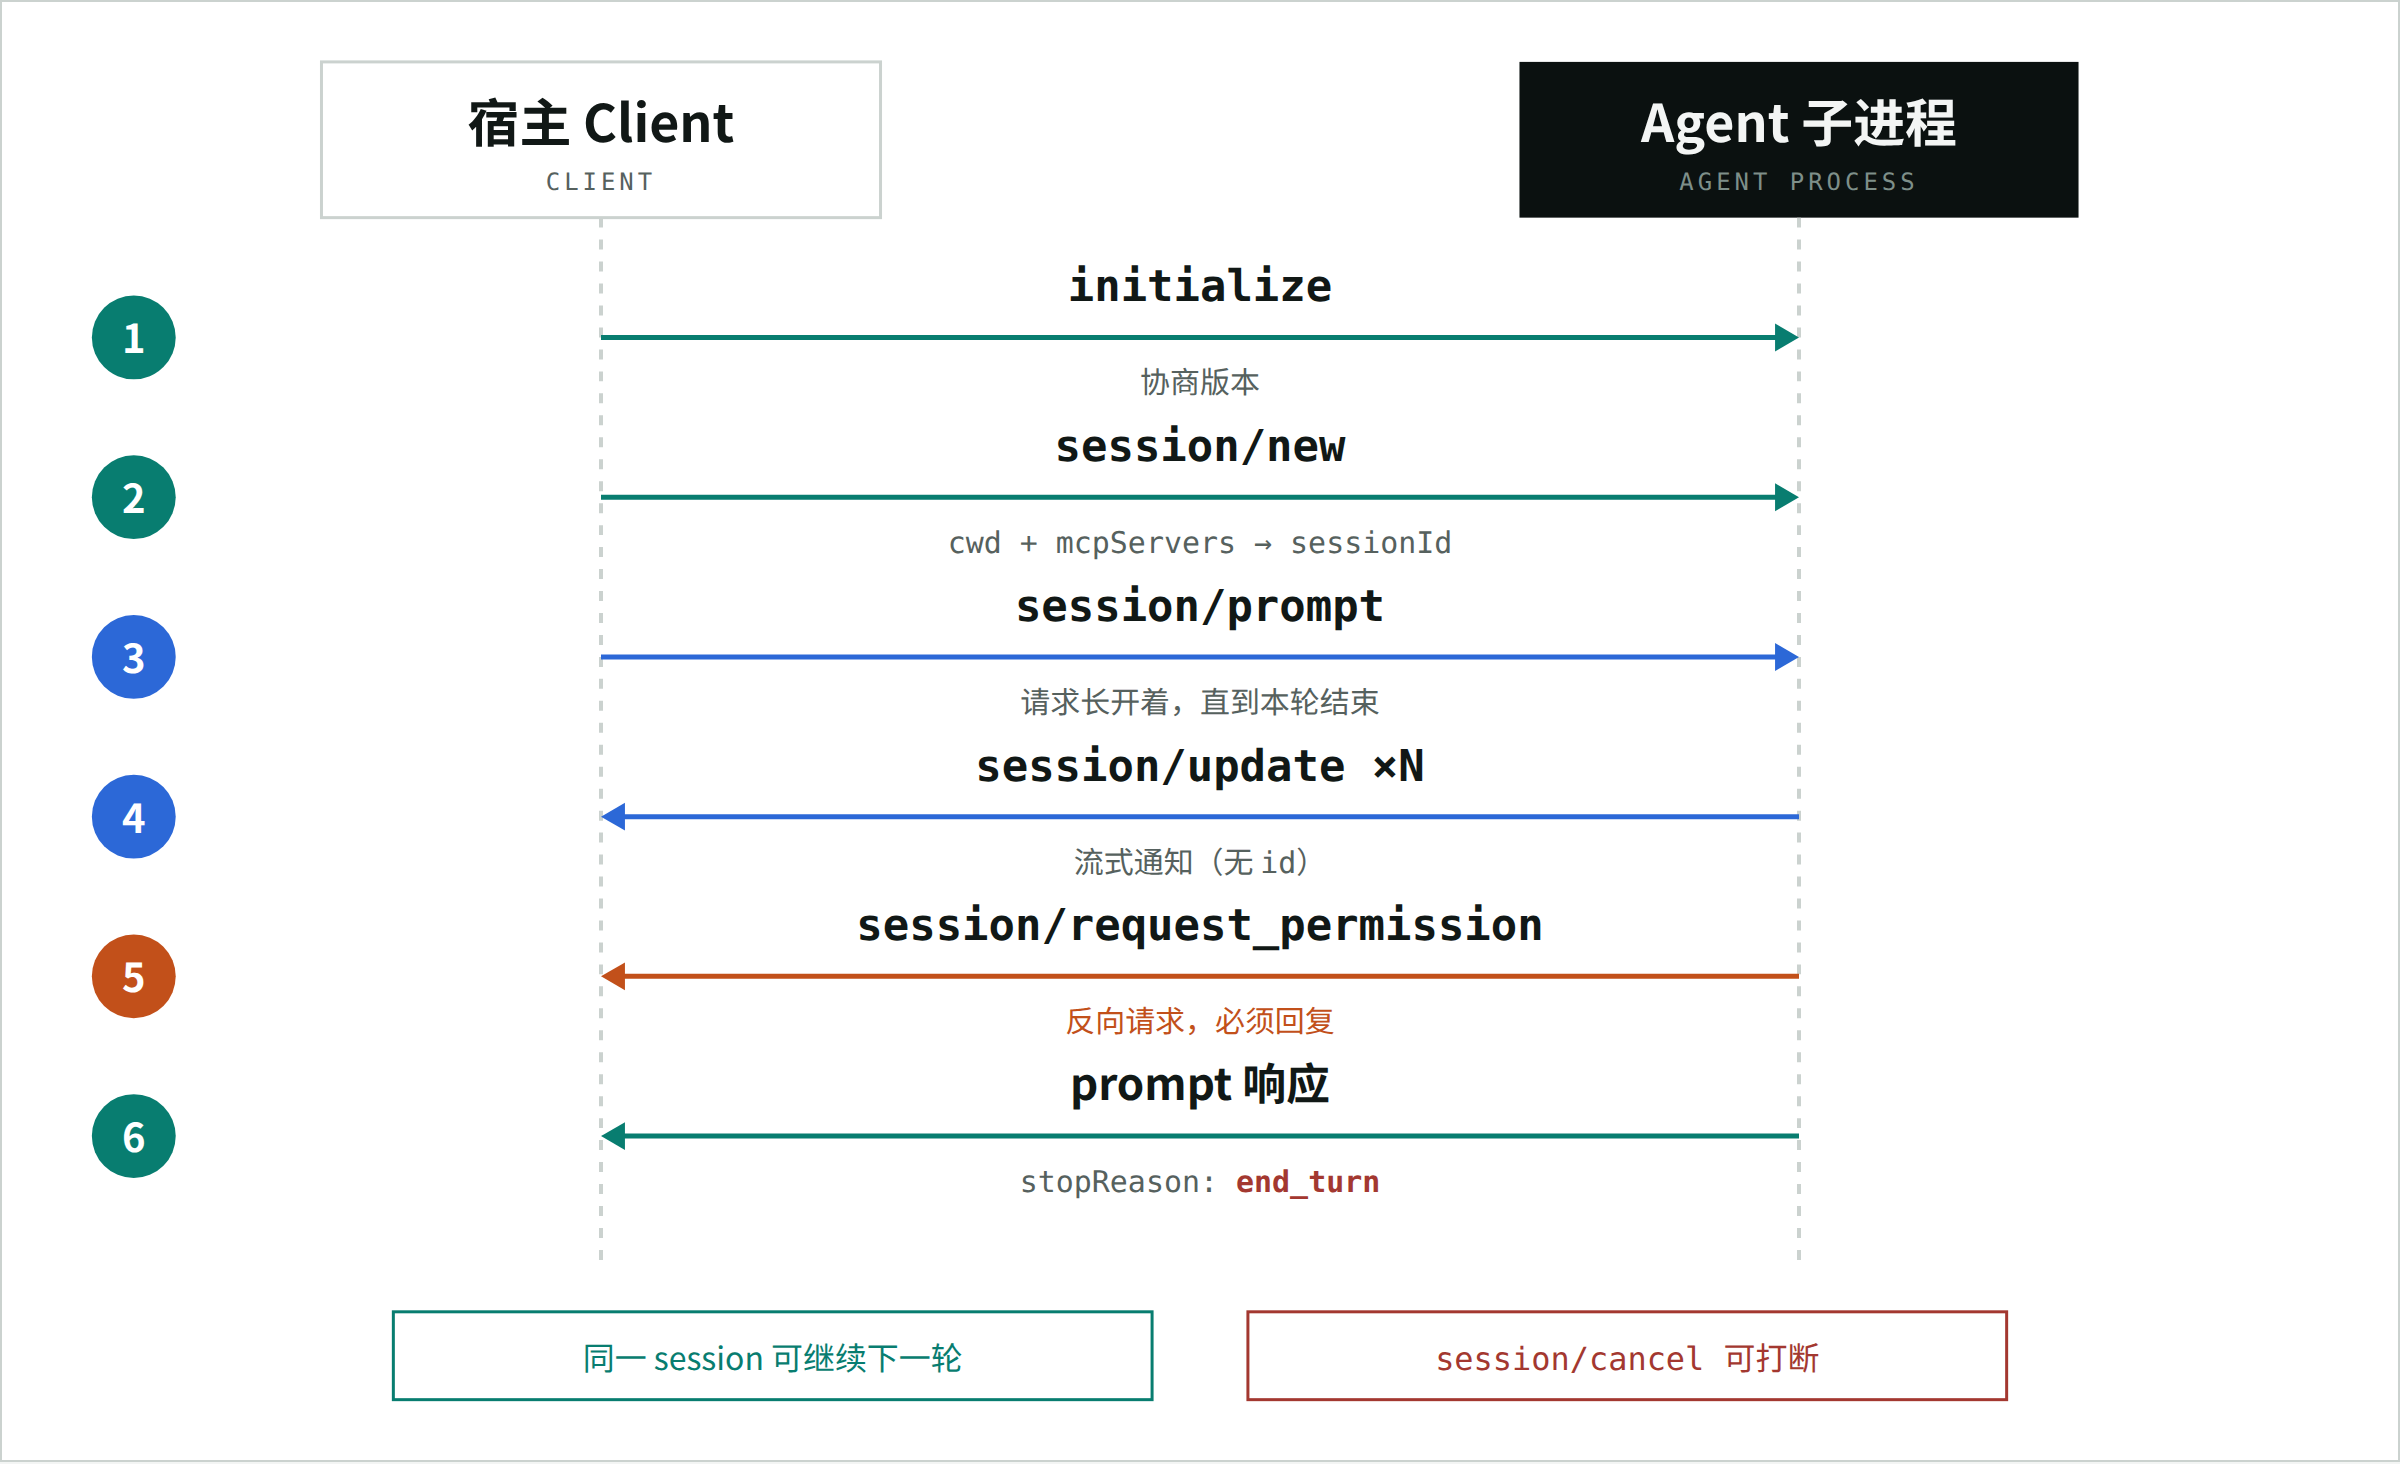 宿主 Client
CLIENT
Agent 子进程
AGENT PROCESS
1
initialize
协商版本
2
session/new
cwd + mcpServers → sessionId
3
session/prompt
请求长开着，直到本轮结束
4
session/update ×N
流式通知（无 id）
5
session/request_permission
反向请求，必须回复
6
prompt 响应
stopReason: end_turn
同一 session 可继续下一轮
session/cancel 可打断